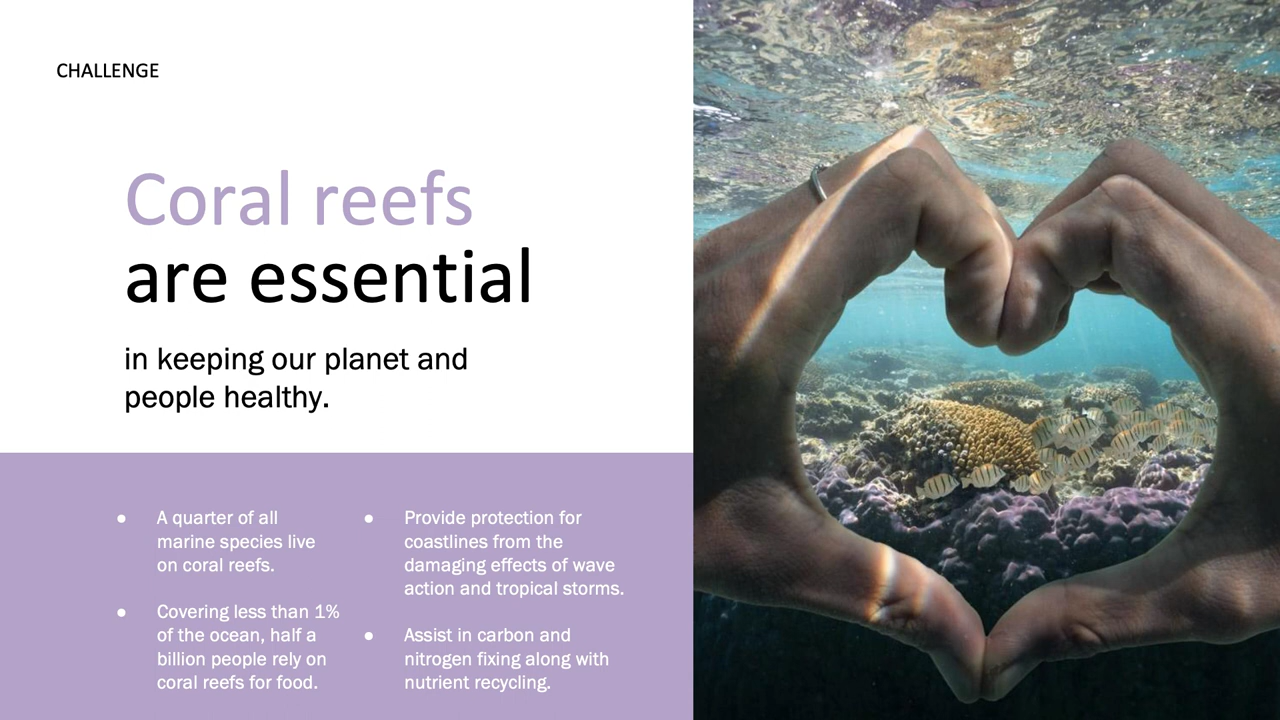 CHALLENGE
Coral reefs
are essential
in keeping our planet and
people healthy.
● A quarter of all
marine species live
on coral reefs.
● Covering less than 1%
of the ocean, half a
billion people rely on
coral reefs for food.
● Provide protection for
coastlines from the
damaging effects of wave
action and tropical storms.
● Assist in carbon and
nitrogen fixing along with
nutrient recycling.